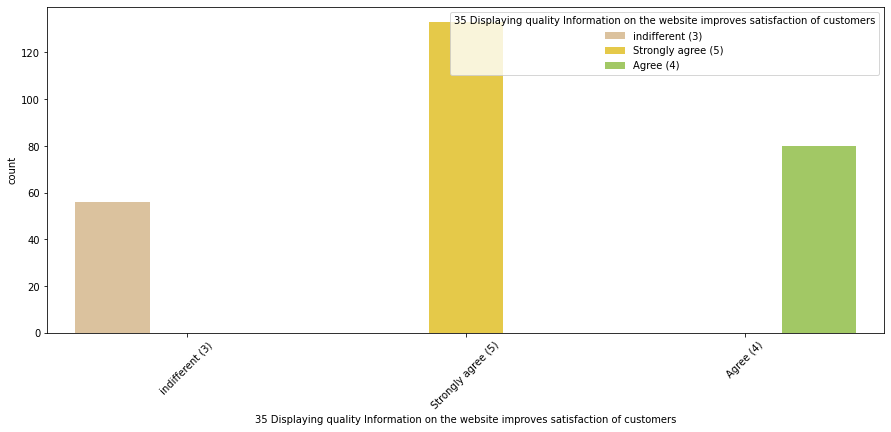 35 Displaying quality Information on the website improves satisfaction of customers
indifferent (3)
Strongly agree (5)
Agree (4)
120
100
80
60
40
20
0
count
indifferent (3)
Strongly agree (5)
Agree (4)
35 Displaying quality Information on the website improves satisfaction of customers